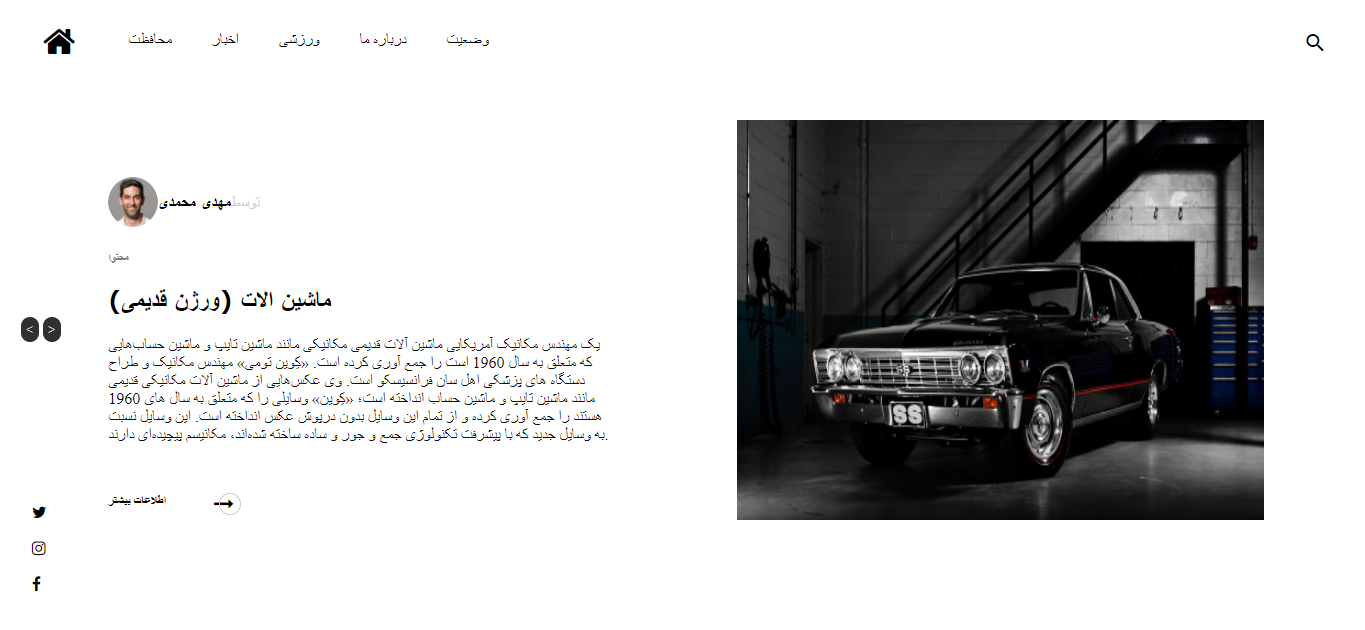 محافظت
اخبار
ورزشی
درباره ما
وضعیت
مهدی محمدی توسط
محتوا
ماشین الات (ورژن قدیمی)
یک مهندس مکانیک آمریکایی ماشین آلات قدیمی مکانیکی مانند ماشین تایپ و ماشین حساب‌هایی
که متعلق به سال 1960 است را جمع آوری کرده است. «کِوین تومی» مهندس مکانیک و طراح
دستگاه های پزشکی اهل سان فرانسیسکو است. وی عکس‌هایی از ماشین آلات مکانیکی قدیمی
مانند ماشین تایپ و ماشین حساب انداخته است؛ «کِوین» وسایلی را که متعلق به سال های 1960
هستند را جمع آوری کرده و از تمام این وسایل بدون درپوش عکس انداخته است. این وسایل نسبت
به وسایل جدید که با پیشرفت تکنولوژی جمع و جور و ساده ساخته شده‌اند، مکانیسم پیچیده‌ای دارند.
اطلاعات بیشتر
< >
SS